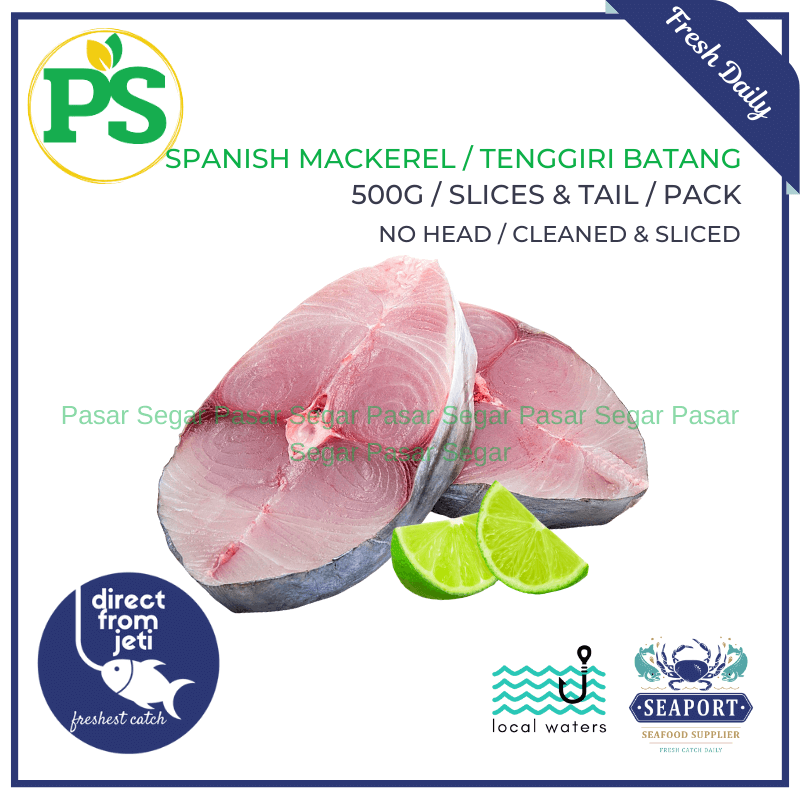 Fresh Daily
PS
SPANISH MACKEREL / TENGGIRI BATANG
500G / SLICES & TAIL / PACK
NO HEAD / CLEANED & SLICED
Pasar Segar Pasar Segar Pasar Segar Pasar Segar Pasar
Segar Pasar Segar
direct
from
jeti
freshest catch
local waters
·SEAPORT·
SEAFOOD SUPPLIER
FRESH CATCH DAILY